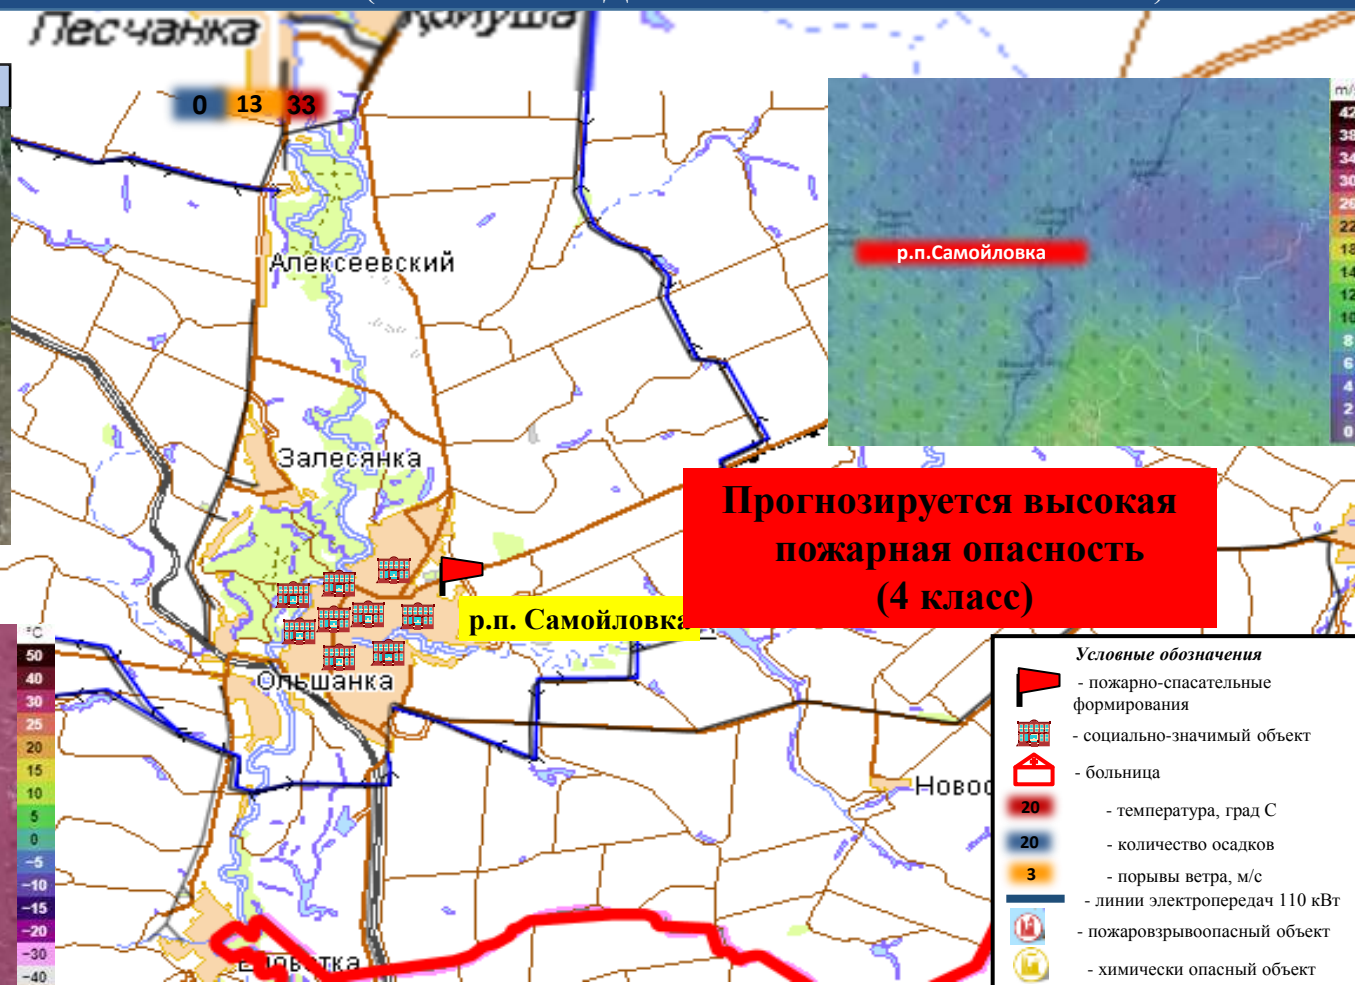 Песчанка
0 13 33
Алексеевский
Залесянка
р.п. Самойловка
Ольшанка
Новос
Еловатка
р.п.Самойловка
m/s
42
38
34
30
26
22
18
14
12
10
8
6
4
2
0
Прогнозируется высокая
пожарная опасность
(4 класс)
°C
50
40
30
25
20
15
10
5
0
−5
−10
−15
−20
−30
−40
Условные обозначения
- пожарно-спасательные
формирования
- социально-значимый объект
- больница
20 - температура, град С
20 - количество осадков
3 - порывы ветра, м/с
- линии электропередач 110 кВт
- пожаровзрывоопасный объект
- химически опасный объект